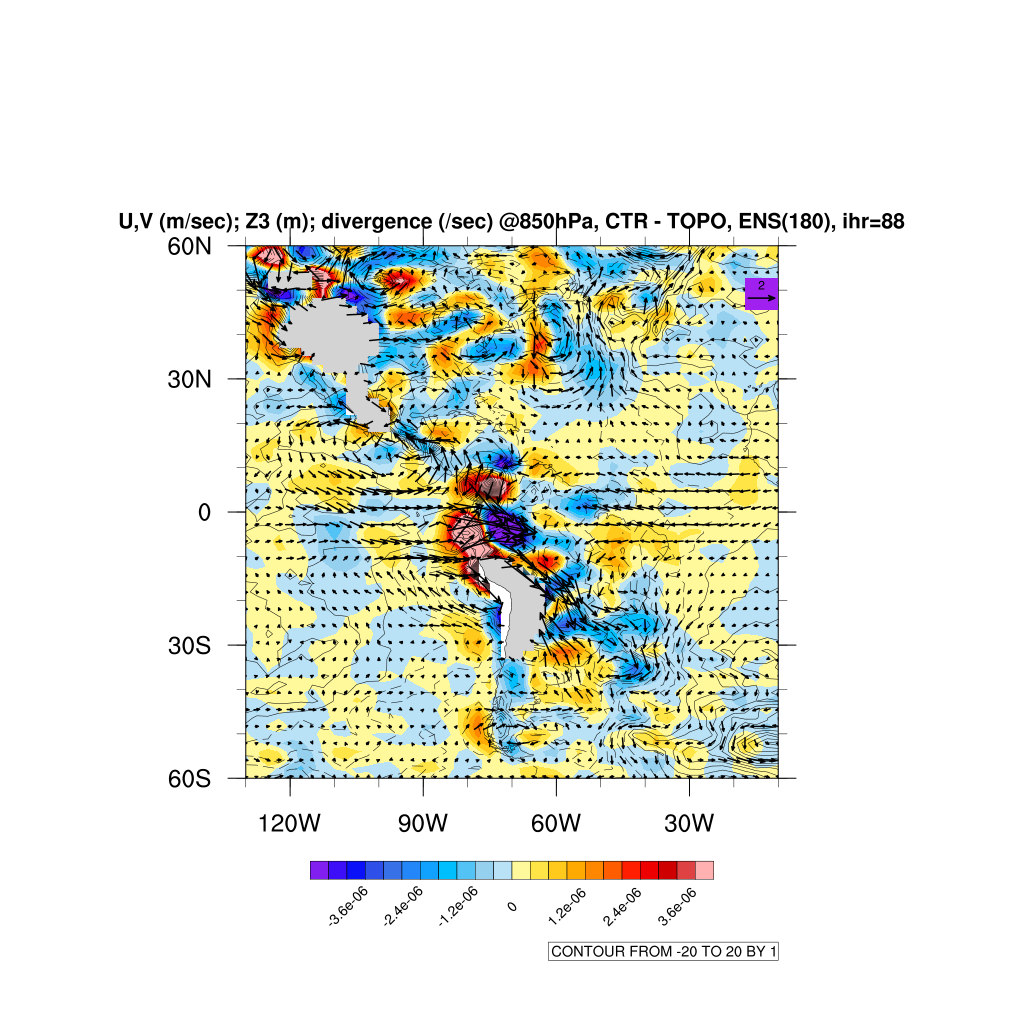 U,V (m/sec); Z3 (m); divergence (/sec) @850hPa, CTR - TOPO, ENS(180), ihr=88
60N
2
30N
0
30S
60S
120W 90W 60W 30W
-3.6e-06 -2.4e-06 -1.2e-06 0 1.2e-06 2.4e-06 3.6e-06
CONTOUR FROM -20 TO 20 BY 1